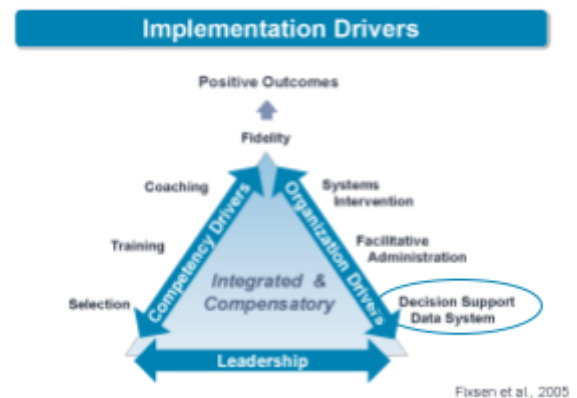 Implementation Drivers
Positive Outcomes
Fidelity
Coaching
Training
Selection
Competency Drivers
Organization Drivers
Systems
Intervention
Facilitative
Administration
Decision Support
Data System
Integrated &
Compensatory
Leadership
Fixsen et al., 2005